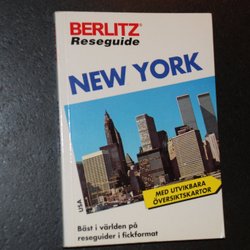 BERLITZ®
Reseguide
NEW YORK
USA
MED UTVIKBARA
ÖVERSIKTSKARTOR
Bäst i världen på
reseguider i fickformat